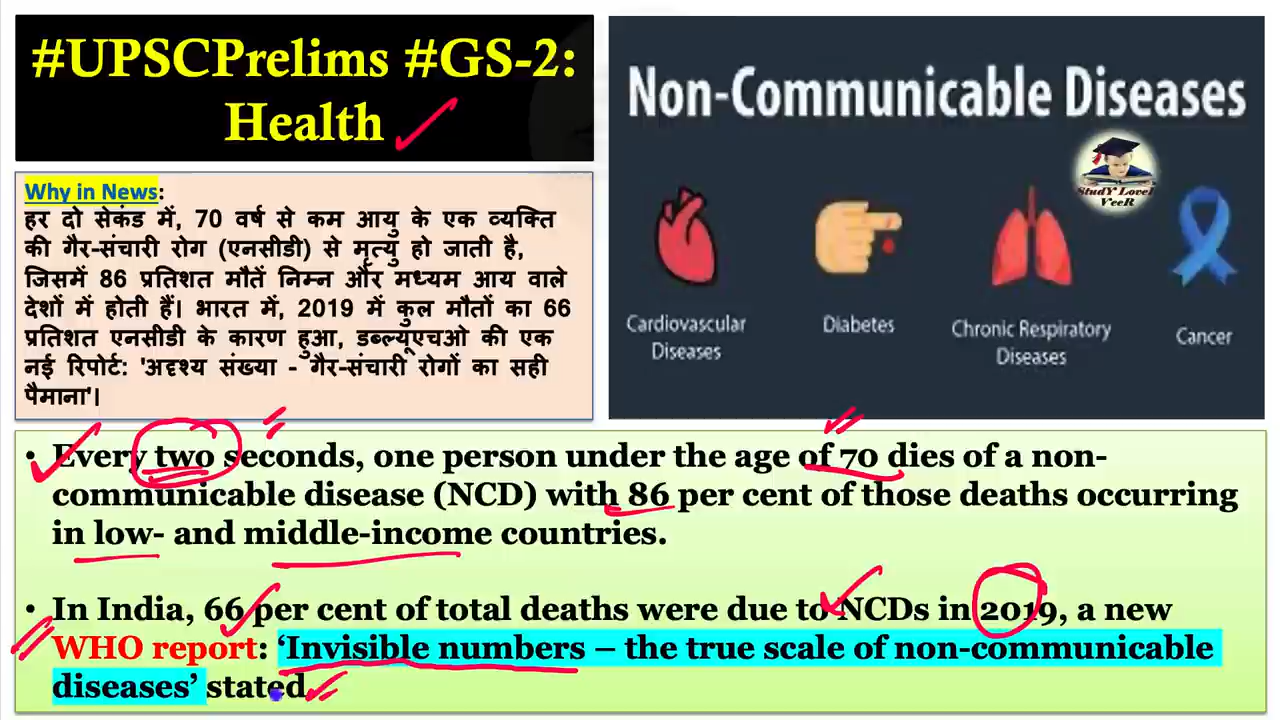 #UPSCPrelims #GS-2:
Health
Non-Communicable Diseases
StudY LoveR
VeeR
Cardiovascular
Diseases
Diabetes
Chronic Respiratory
Diseases
Cancer
Why in News:
हर दो सेकंड में, 70 वर्ष से कम आयु के एक व्यक्ति
की गैर-संचारी रोग (एनसीडी) से मृत्यु हो जाती है,
जिसमें 86 प्रतिशत मौतें निम्न और मध्यम आय वाले
देशों में होती हैं। भारत में, 2019 में कुल मौतों का 66
प्रतिशत एनसीडी के कारण हुआ, डब्ल्यूएचओ की एक
नई रिपोर्ट: 'अदृश्य संख्या - गैर-संचारी रोगों का सही
पैमाना'।
• Every two seconds, one person under the age of 70 dies of a non-
communicable disease (NCD) with 86 per cent of those deaths occurring
in low- and middle-income countries.
• In India, 66 per cent of total deaths were due to NCDs in 2019, a new
WHO report: ‘Invisible numbers – the true scale of non-communicable
diseases’ stated.